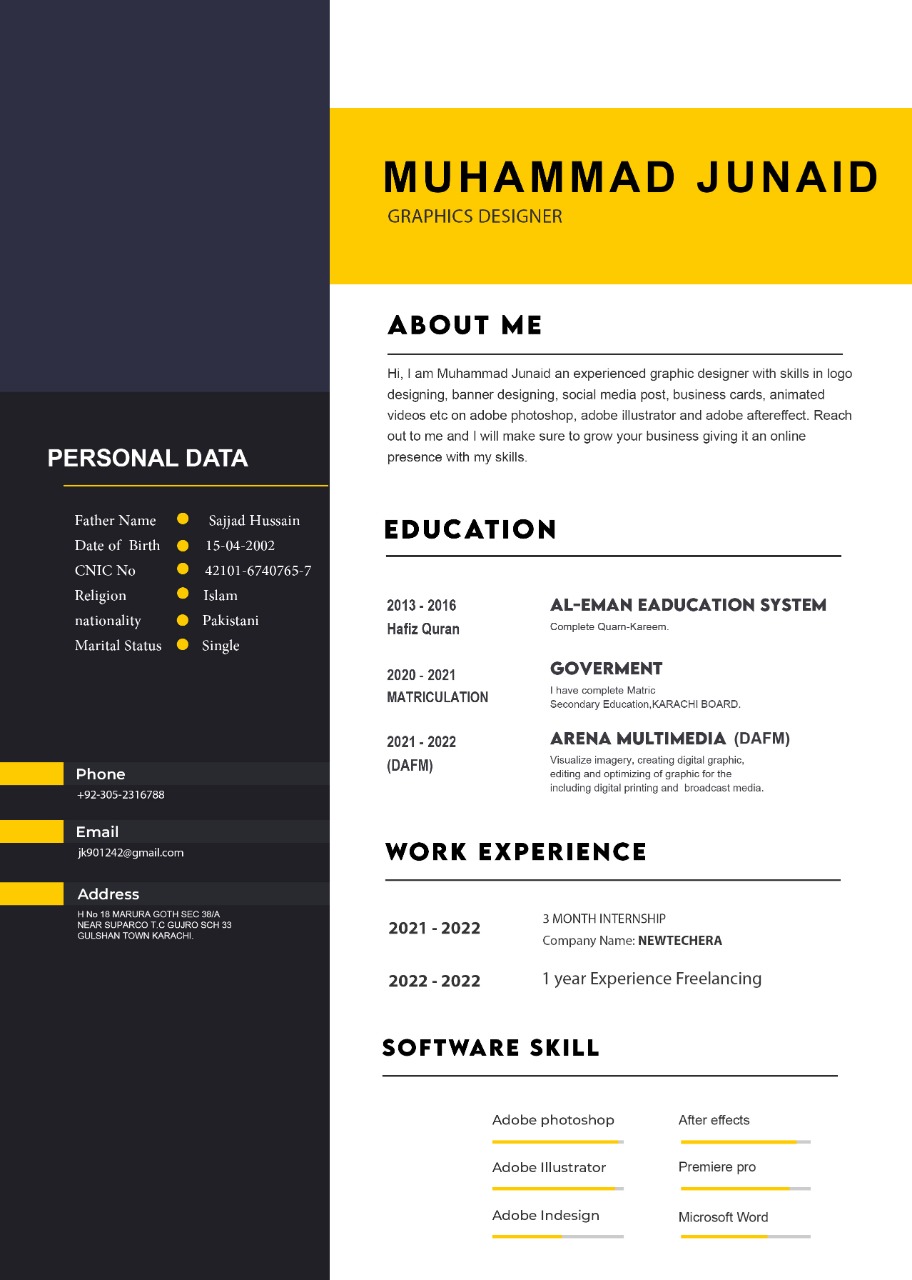 MUHAMMAD JUNAID
GRAPHICS DESIGNER
ABOUT ME
Hi, I am Muhammad Junaid an experienced graphic designer with skills in logo
designing, banner designing, social media post, business cards, animated
videos etc on adobe photoshop, adobe illustrator and adobe aftereffect. Reach
out to me and I will make sure to grow your business giving it an online
presence with my skills.
PERSONAL DATA
Father Name Sajjad Hussain
Date of Birth 15-04-2002
CNIC No 42101-6740765-7
Religion Islam
nationality Pakistani
Marital Status Single
Phone
+92-305-2316788
Email
jk901242@gmail.com
Address
H No 18 MARURA GOTH SEC 38/A
NEAR SUPARCO T.C GUJRO SCH 33
GULSHAN TOWN KARACHI.
EDUCATION
2013 - 2016
Hafiz Quran
AL-EMAN EADUCATION SYSTEM
Complete Quarn-Kareem.
2020 - 2021
MATRICULATION
GOVERMENT
I have complete Matric
Secondary Education,KARACHI BOARD.
2021 - 2022
(DAFM)
ARENA MULTIMEDIA (DAFM)
Visualize imagery, creating digital graphic,
editing and optimizing of graphic for the
including digital printing and broadcast media.
WORK EXPERIENCE
2021 - 2022
3 MONTH INTERNSHIP
Company Name: NEWTECHERA
2022 - 2022
1 year Experience Freelancing
SOFTWARE SKILL
Adobe photoshop
After effects
Adobe Illustrator
Premiere pro
Adobe Indesign
Microsoft Word